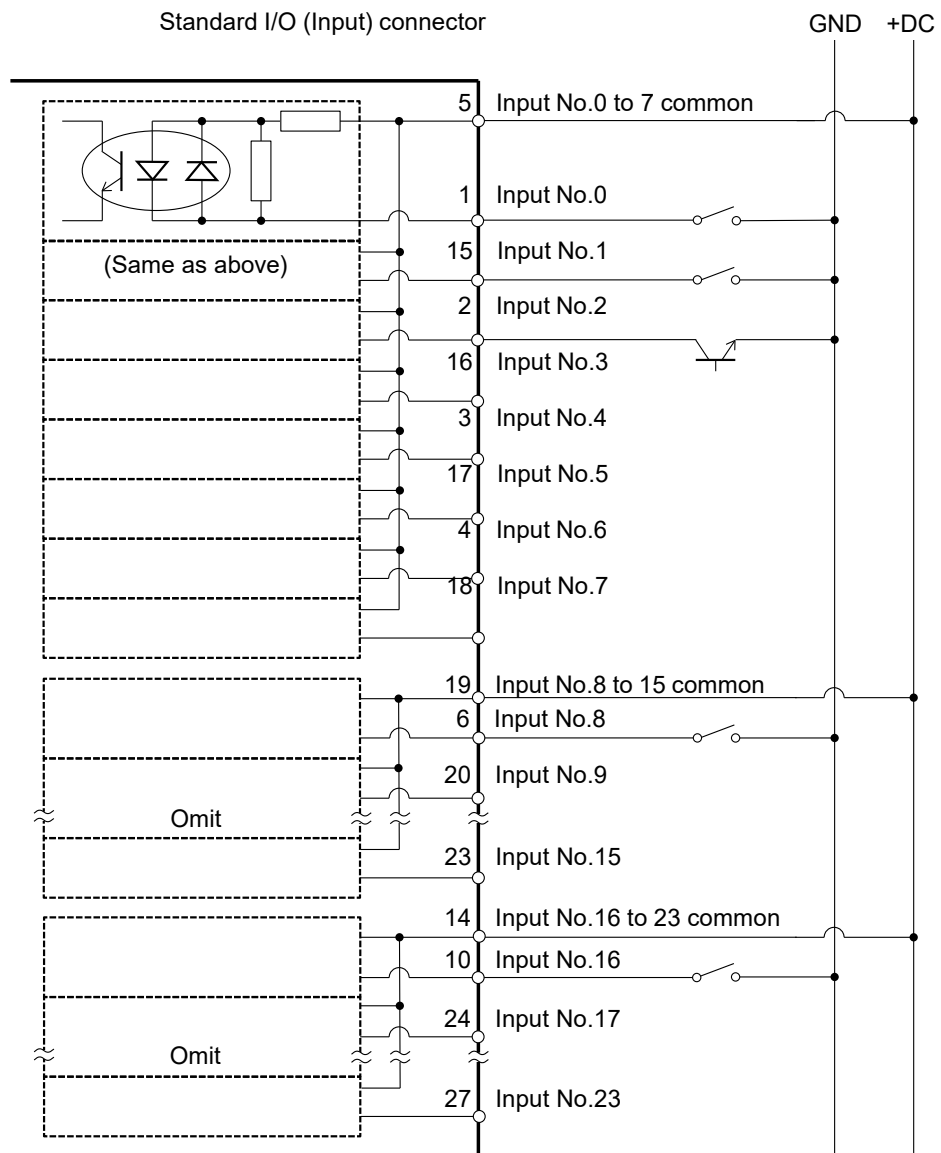 Standard I/O (Input) connector
GND +DC
5 Input No.0 to 7 common
1 Input No.0
15 Input No.1
(Same as above)
2 Input No.2
16 Input No.3
3 Input No.4
17 Input No.5
4 Input No.6
18 Input No.7
19 Input No.8 to 15 common
6 Input No.8
20 Input No.9
Omit
23 Input No.15
14 Input No.16 to 23 common
10 Input No.16
24 Input No.17
Omit
27 Input No.23